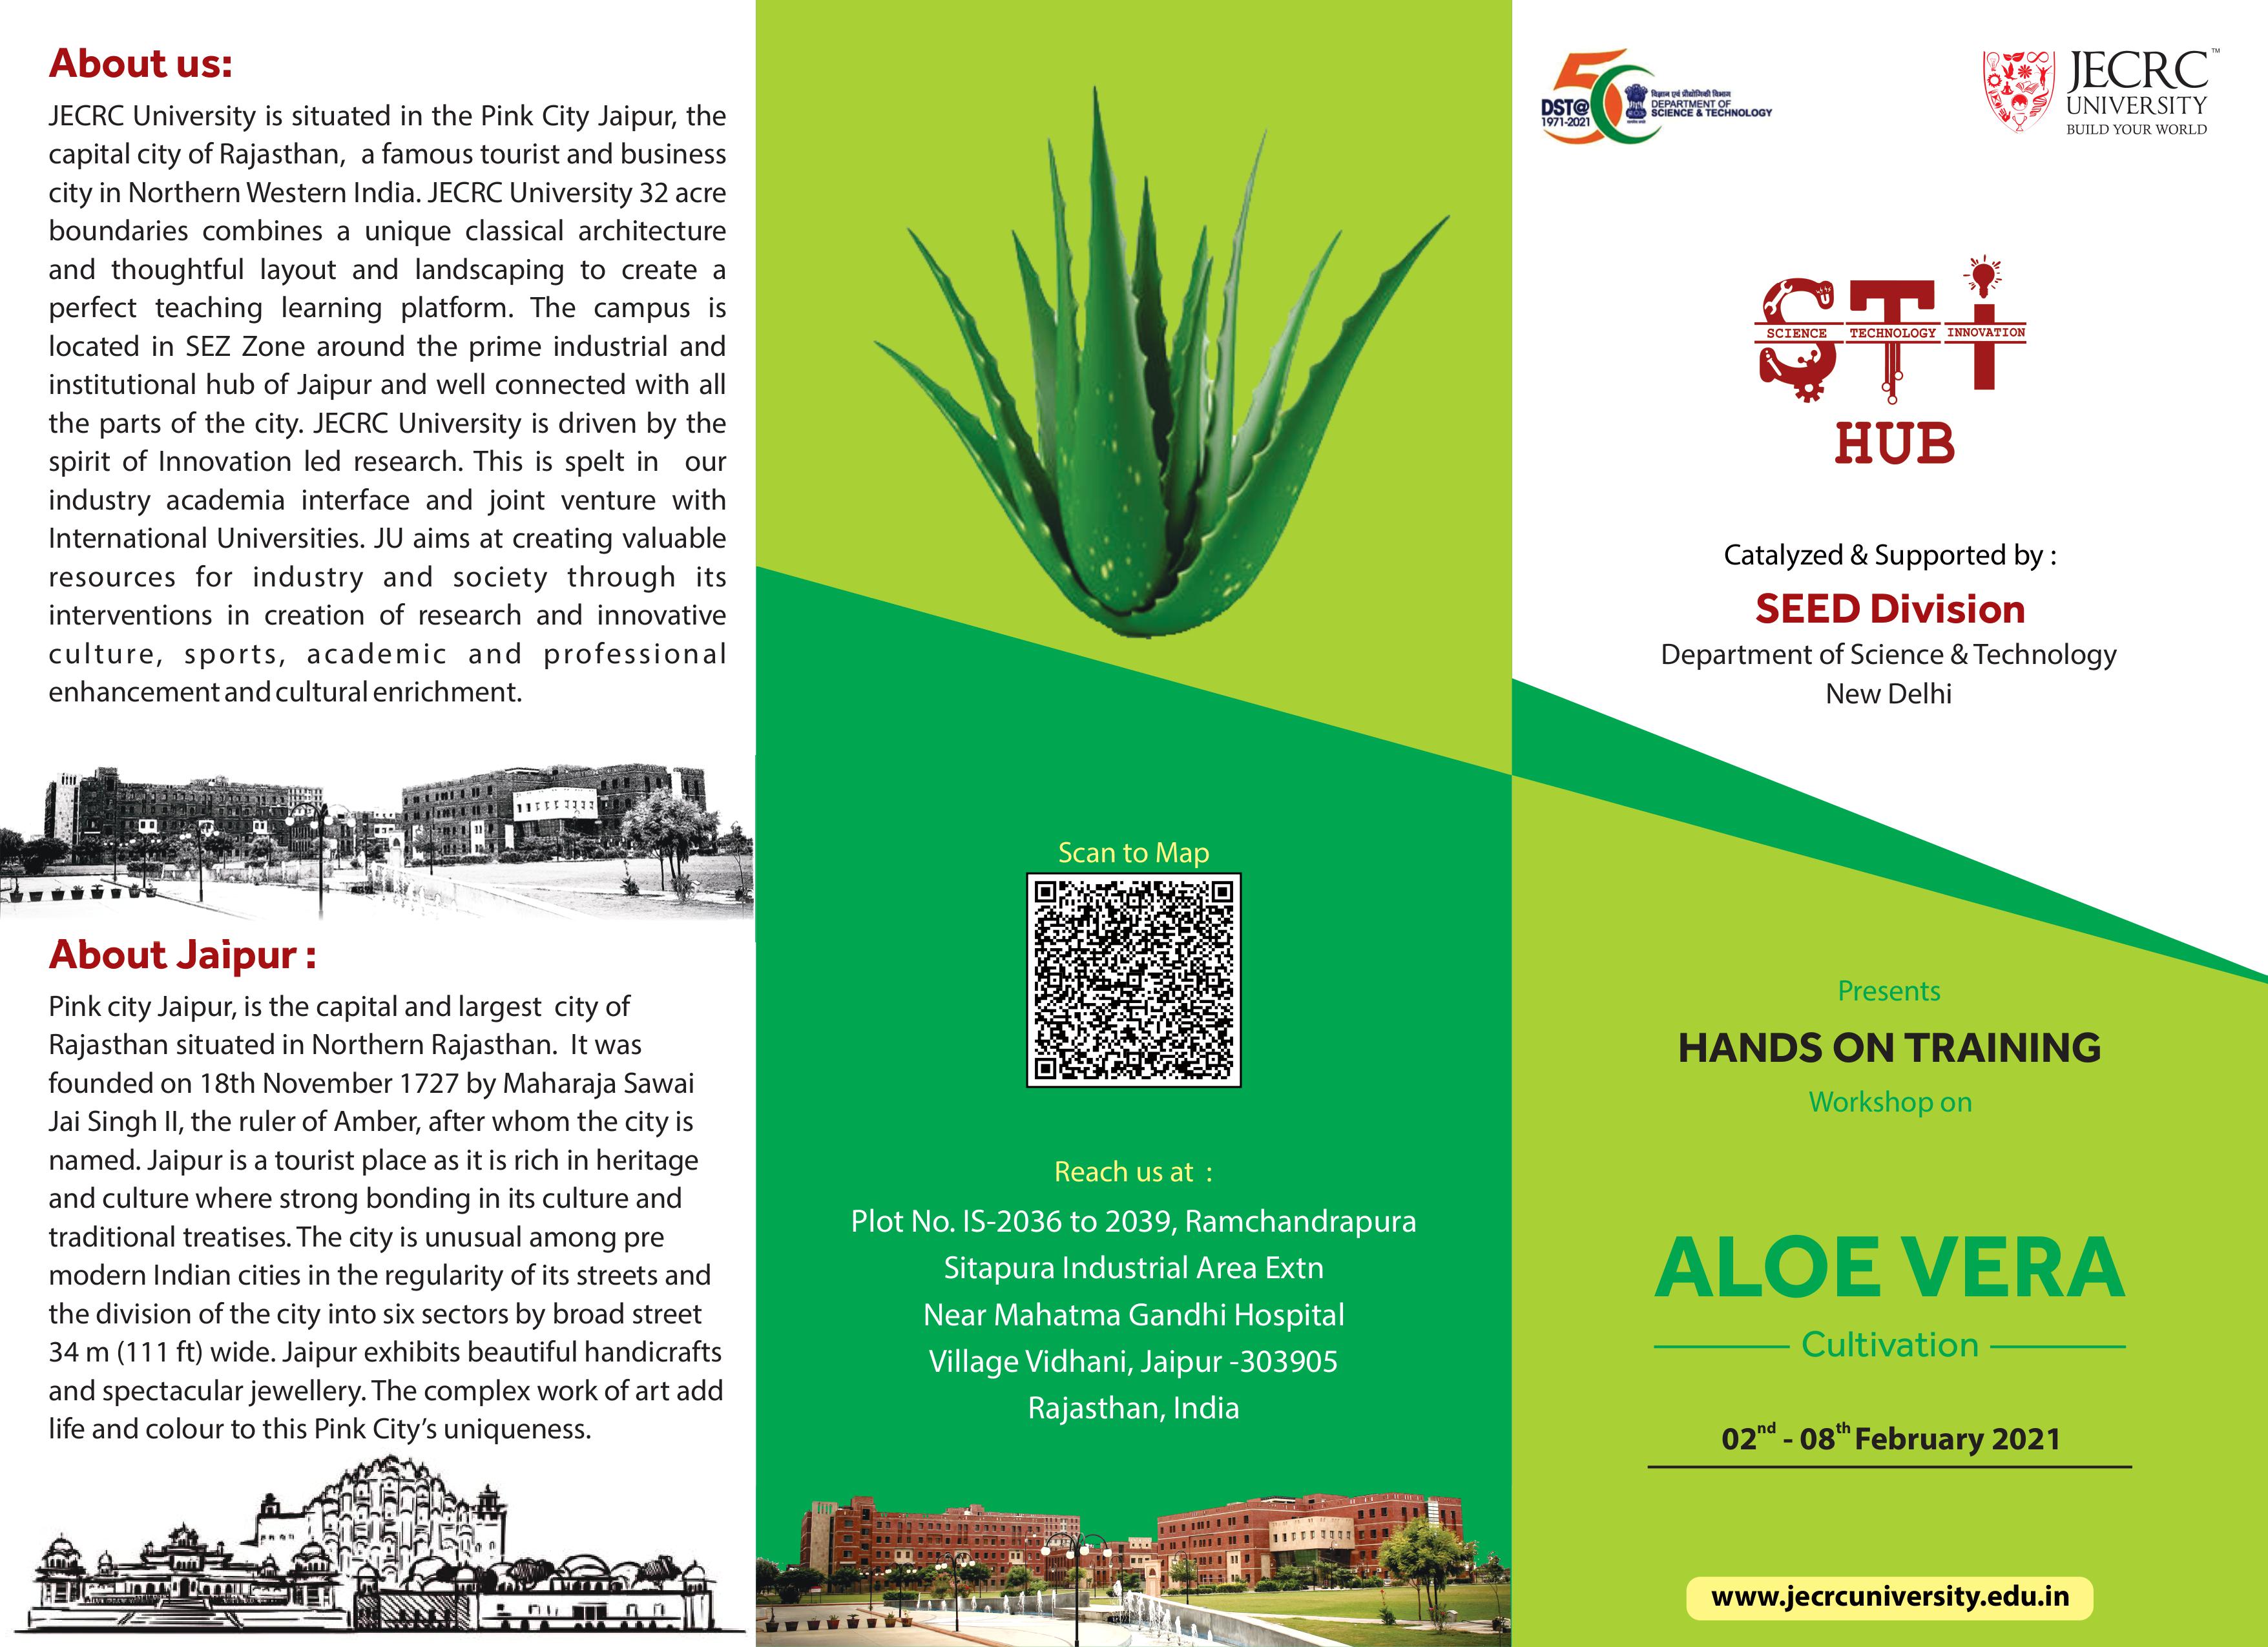 About us:
JECRC University is situated in the Pink City Jaipur, the
capital city of Rajasthan, a famous tourist and business
city in Northern Western India. JECRC University 32 acre
boundaries combines a unique classical architecture
and thoughtful layout and landscaping to create a
perfect teaching learning platform. The campus is
located in SEZ Zone around the prime industrial and
institutional hub of Jaipur and well connected with all
the parts of the city. JECRC University is driven by the
spirit of Innovation led research. This is spelt in our
industry academia interface and joint venture with
International Universities. JU aims at creating valuable
resources for industry and society through its
interventions in creation of research and innovative
culture, sports, academic and professional
enhancement and cultural enrichment.
About Jaipur :
Pink city Jaipur, is the capital and largest city of
Rajasthan situated in Northern Rajasthan. It was
founded on 18th November 1727 by Maharaja Sawai
Jai Singh II, the ruler of Amber, after whom the city is
named. Jaipur is a tourist place as it is rich in heritage
and culture where strong bonding in its culture and
traditional treatises. The city is unusual among pre
modern Indian cities in the regularity of its streets and
the division of the city into six sectors by broad street
34 m (111 ft) wide. Jaipur exhibits beautiful handicrafts
and spectacular jewellery. The complex work of art add
life and colour to this Pink City’s uniqueness.
Scan to Map
Reach us at :
Plot No. IS-2036 to 2039, Ramchandrapura
Sitapura Industrial Area Extn
Near Mahatma Gandhi Hospital
Village Vidhani, Jaipur -303905
Rajasthan, India
50
DST@
1971-2021
विज्ञान एवं प्रौद्योगिकी विभाग
DEPARTMENT OF
SCIENCE & TECHNOLOGY
JECRC™
UNIVERSITY
BUILD YOUR WORLD
STi
SCIENCE TECHNOLOGY INNOVATION
HUB
Catalyzed & Supported by :
SEED Division
Department of Science & Technology
New Delhi
Presents
HANDS ON TRAINING
Workshop on
ALOE VERA
Cultivation
02nd - 08th February 2021
www.jecrcuniversity.edu.in